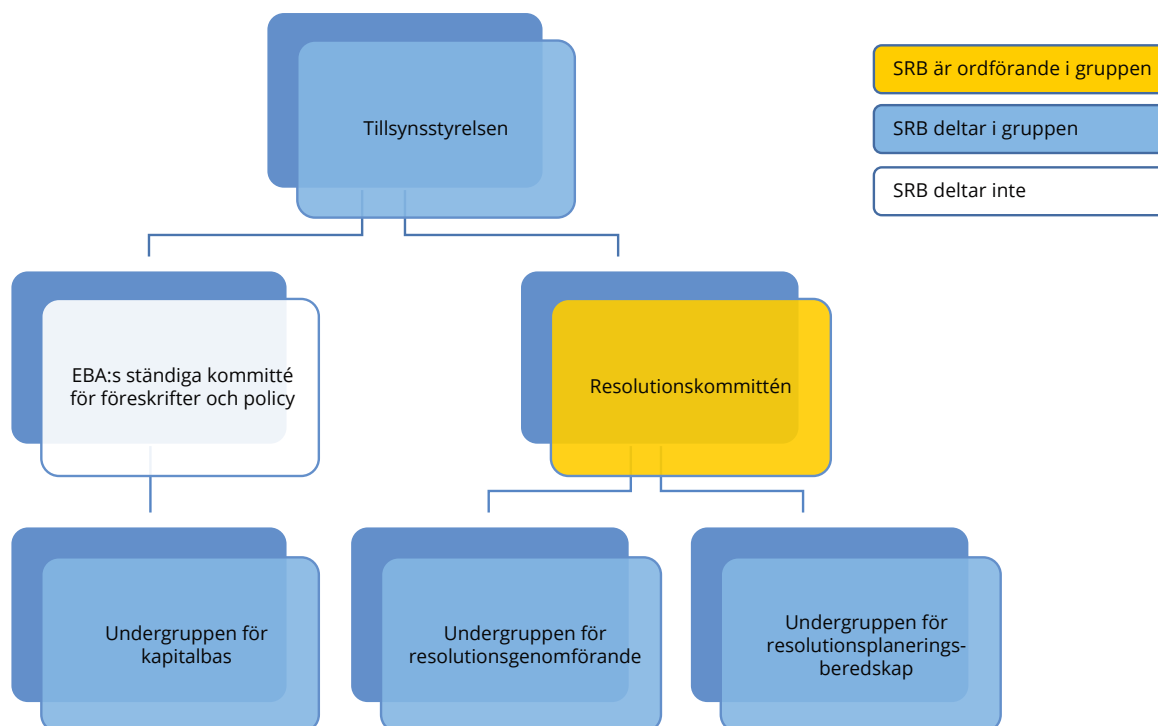 Tillsynsstyrelsen
SRB är ordförande i gruppen
SRB deltar i gruppen
SRB deltar inte
EBA:s ständiga kommitté
för föreskrifter och policy
Resolutionskommittén
Undergruppen för
kapitalbas
Undergruppen för
resolutionsgenomförande
Undergruppen för
resolutionsplanerings-
beredskap